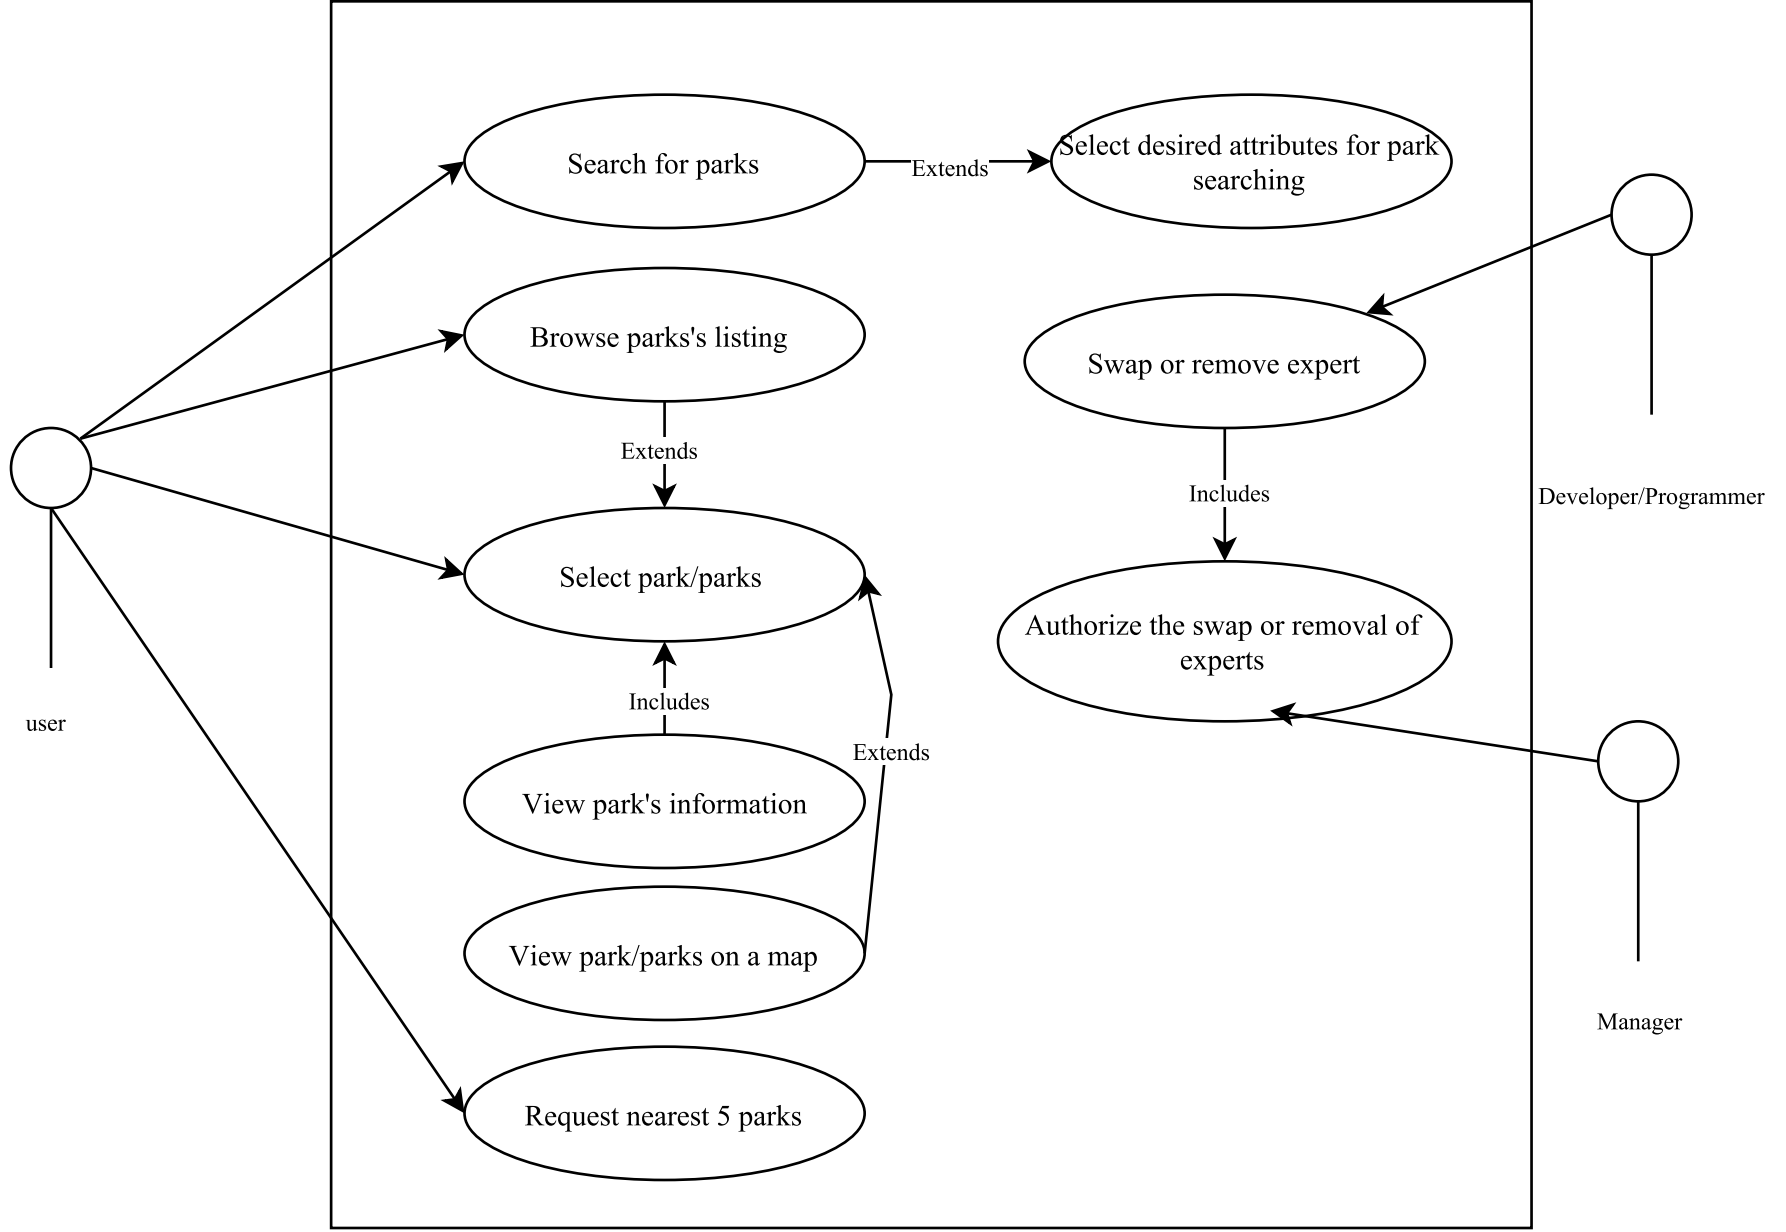 Search for parks
Extends
Select desired attributes for park
searching
Browse parks's listing
Swap or remove expert
Extends
Includes
Developer/Programmer
Select park/parks
Authorize the swap or removal of
experts
Includes
user
Extends
View park's information
View park/parks on a map
Manager
Request nearest 5 parks